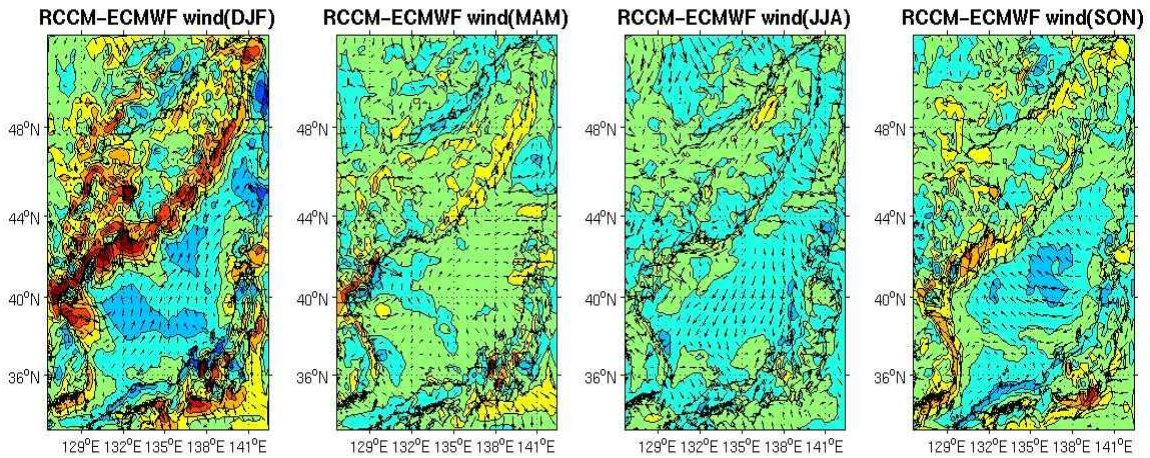 RCCM-ECMWF wind(DJF)
48°N
44°N
40°N
36°N
129°E 132°E 135°E 138°E 141°E
RCCM-ECMWF wind(MAM)
48°N
44°N
40°N
36°N
129°E 132°E 135°E 138°E 141°E
RCCM-ECMWF wind(JJA)
48°N
44°N
40°N
36°N
129°E 132°E 135°E 138°E 141°E
RCCM-ECMWF wind(SON)
48°N
44°N
40°N
36°N
129°E 132°E 135°E 138°E 141°E